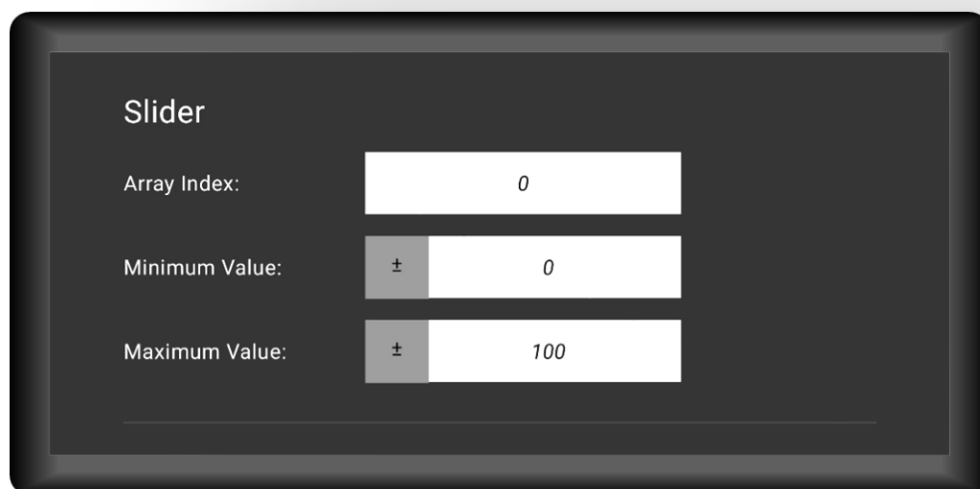 Slider
Array Index: 0
Minimum Value: ± 0
Maximum Value: ± 100